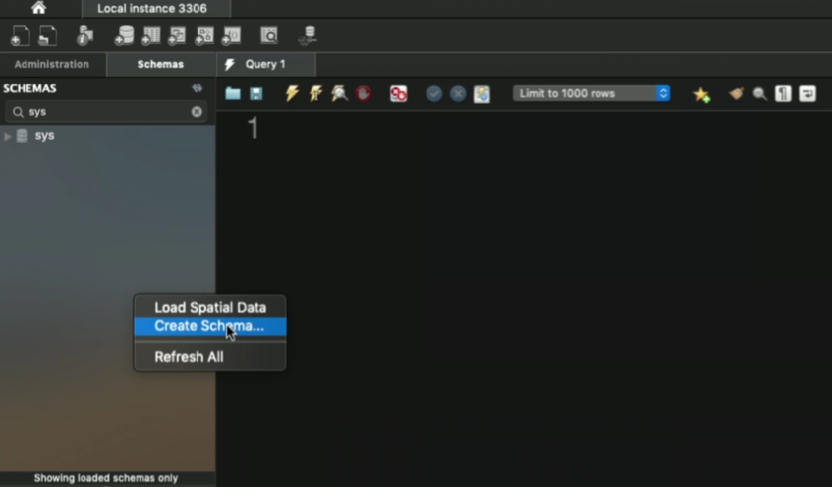 Local instance 3306
Administration
Schemas
Query 1
SCHEMAS
sys
Limit to 1000 rows
sys
1
Load Spatial Data
Create Schema...
Refresh All
Showing loaded schemas only